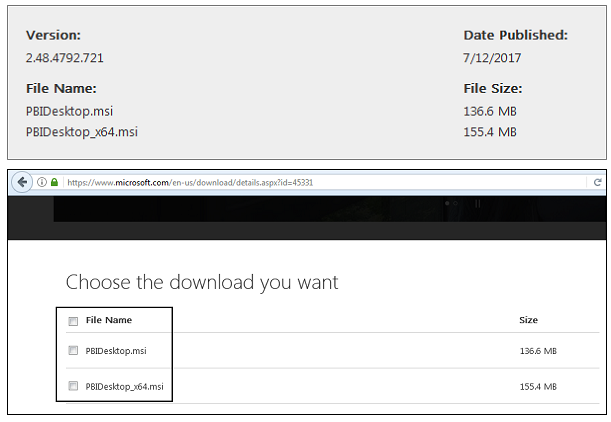 Version: Date Published:
2.48.4792.721 7/12/2017
File Name: File Size:
PBIDesktop.msi 136.6 MB
PBIDesktop_x64.msi 155.4 MB
https://www.microsoft.com/en-us/download/details.aspx?id=45331
Choose the download you want
File Name Size
PBIDesktop.msi 136.6 MB
PBIDesktop_x64.msi 155.4 MB